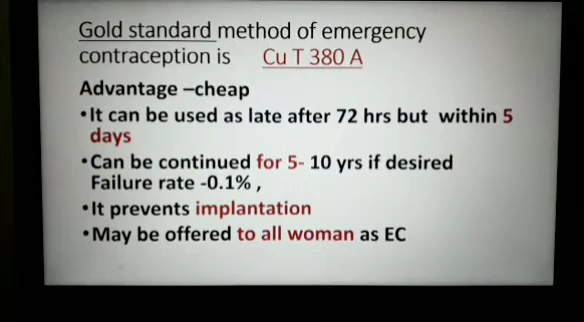 Gold standard method of emergency
contraception is Cu T 380 A
Advantage –cheap
•It can be used as late after 72 hrs but within 5
days
•Can be continued for 5- 10 yrs if desired
Failure rate -0.1% ,
•It prevents implantation
•May be offered to all woman as EC